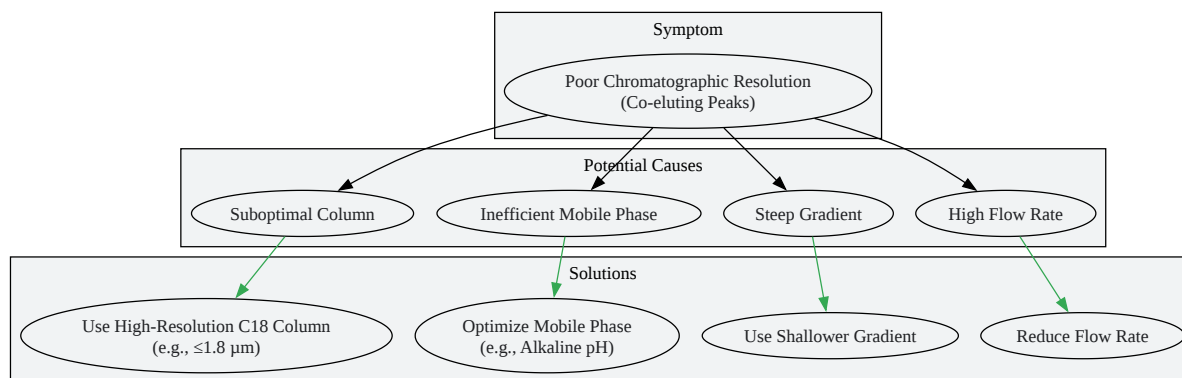 Symptom
Poor Chromatographic Resolution
(Co-eluting Peaks)
Potential Causes
Suboptimal Column
Inefficient Mobile Phase
Steep Gradient
High Flow Rate
Solutions
Use High-Resolution C18 Column
(e.g., ≤1.8 µm)
Optimize Mobile Phase
(e.g., Alkaline pH)
Use Shallower Gradient
Reduce Flow Rate